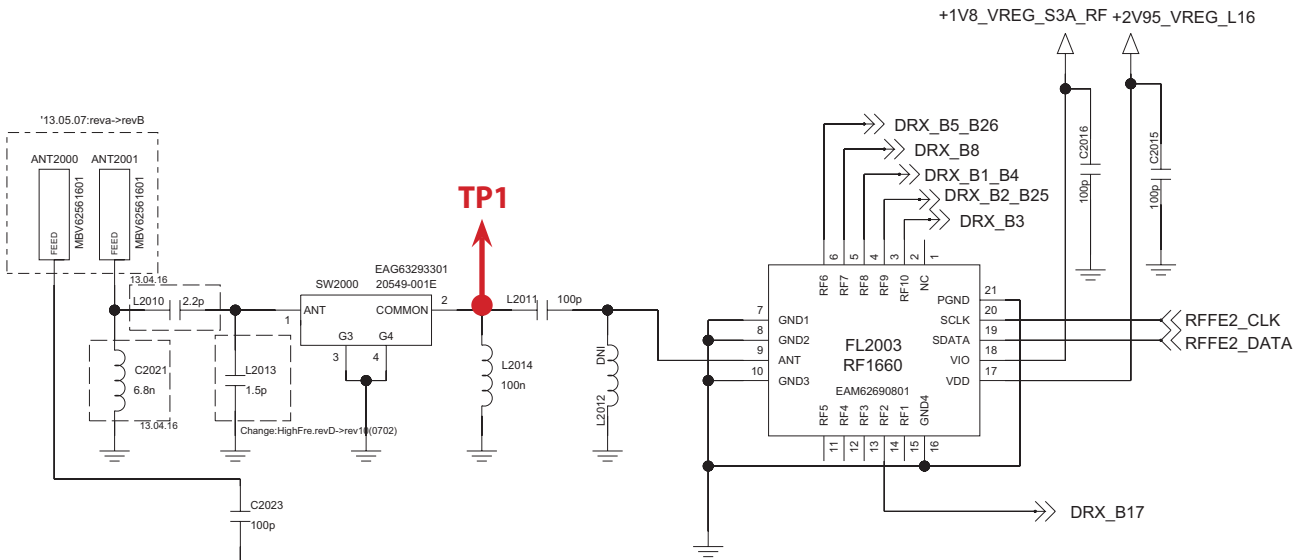 +1V8_VREG_S3A_RF +2V95_VREG_L16
'13.05.07:reva->revB
ANT2000 ANT2001
FEED
MBV62561601
FEED
MBV62561601
13.04.16
L2010 2.2p
C2021
6.8n
13.04.16
L2013
1.5p
Change:HighFre.revD->rev10(0702)
EAG63293301
SW2000 20549-001E
1
ANT COMMON
2
G3 G4
3 4
TP1
L2011 100p
L2014
100n
DNI
L2012
C2023
100p
DRX_B5_B26
DRX_B8
DRX_B1_B4
DRX_B2_B25
DRX_B3
C2016
100p
C2015
100p
6 5 4 3 2 1
RF6 RF7 RF8 RF9 RF10 NC
7 GND1
8 GND2
9 ANT
10 GND3
PGND 21
SCLK 20
SDATA 19
VIO 18
VDD 17
FL2003
RF1660
EAM62690801
RF5 RF4 RF3 RF2 RF1 GND4
11 12 13 14 15 16
RFFE2_CLK
RFFE2_DATA
DRX_B17